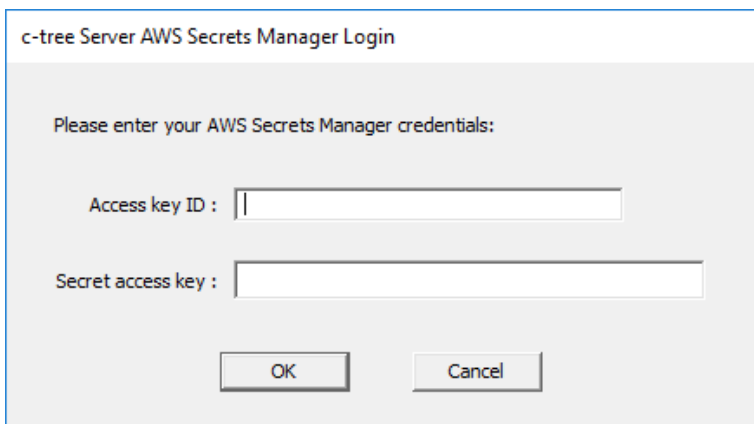 c-tree Server AWS Secrets Manager Login
Please enter your AWS Secrets Manager credentials:
Access key ID :
Secret access key :
OK Cancel